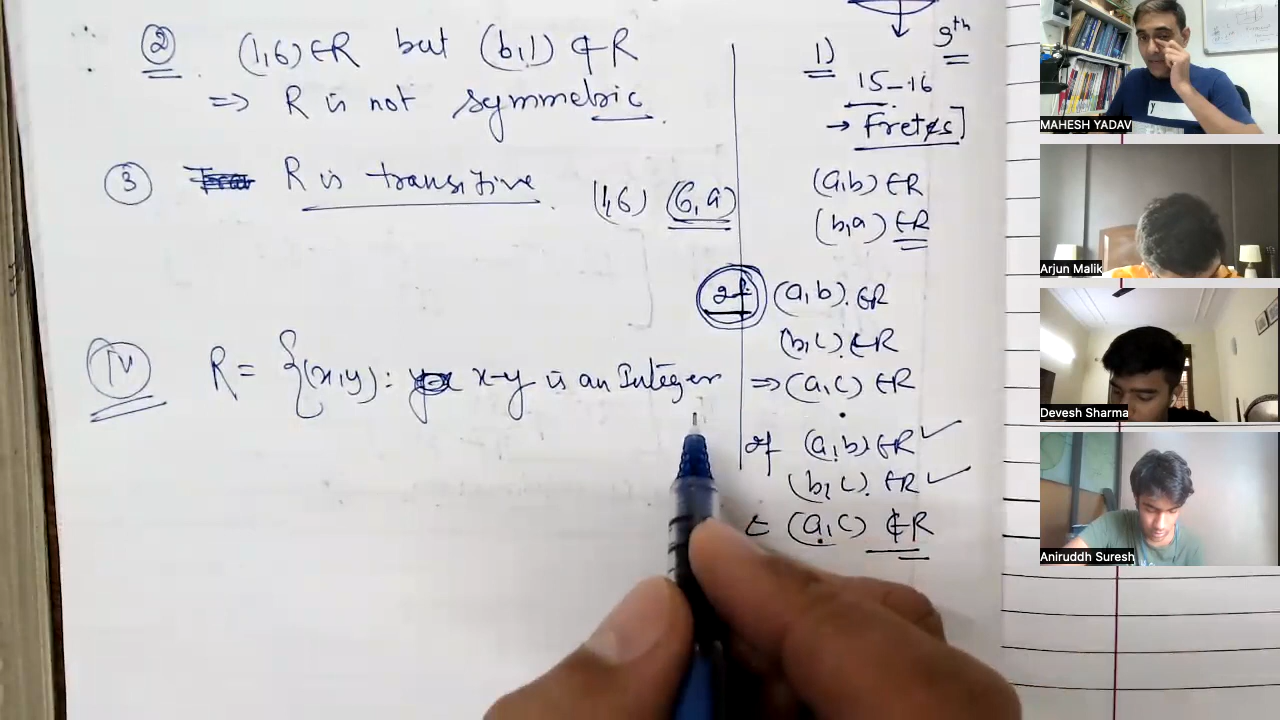 ② (1,6) ∈ R but (6,1) ∉ R
⇒ R is not symmetric.
③ R is transitive. (1,6) (6,a)
IV R = {(x,y): x-y is an Integer
9th
1)
15-16
→ Frets]
(a,b) ∈ R
(b,a) ∈ R
If (a,b). ∈ R
(b,c). ∈ R
⇒ (a,c) ∈ R
If (a,b) ∈ R ✓
(b,c). ∈ R ✓
(a,c) ∉ R
MAHESH YADAV
Arjun Malik
Devesh Sharma
Aniruddh Suresh